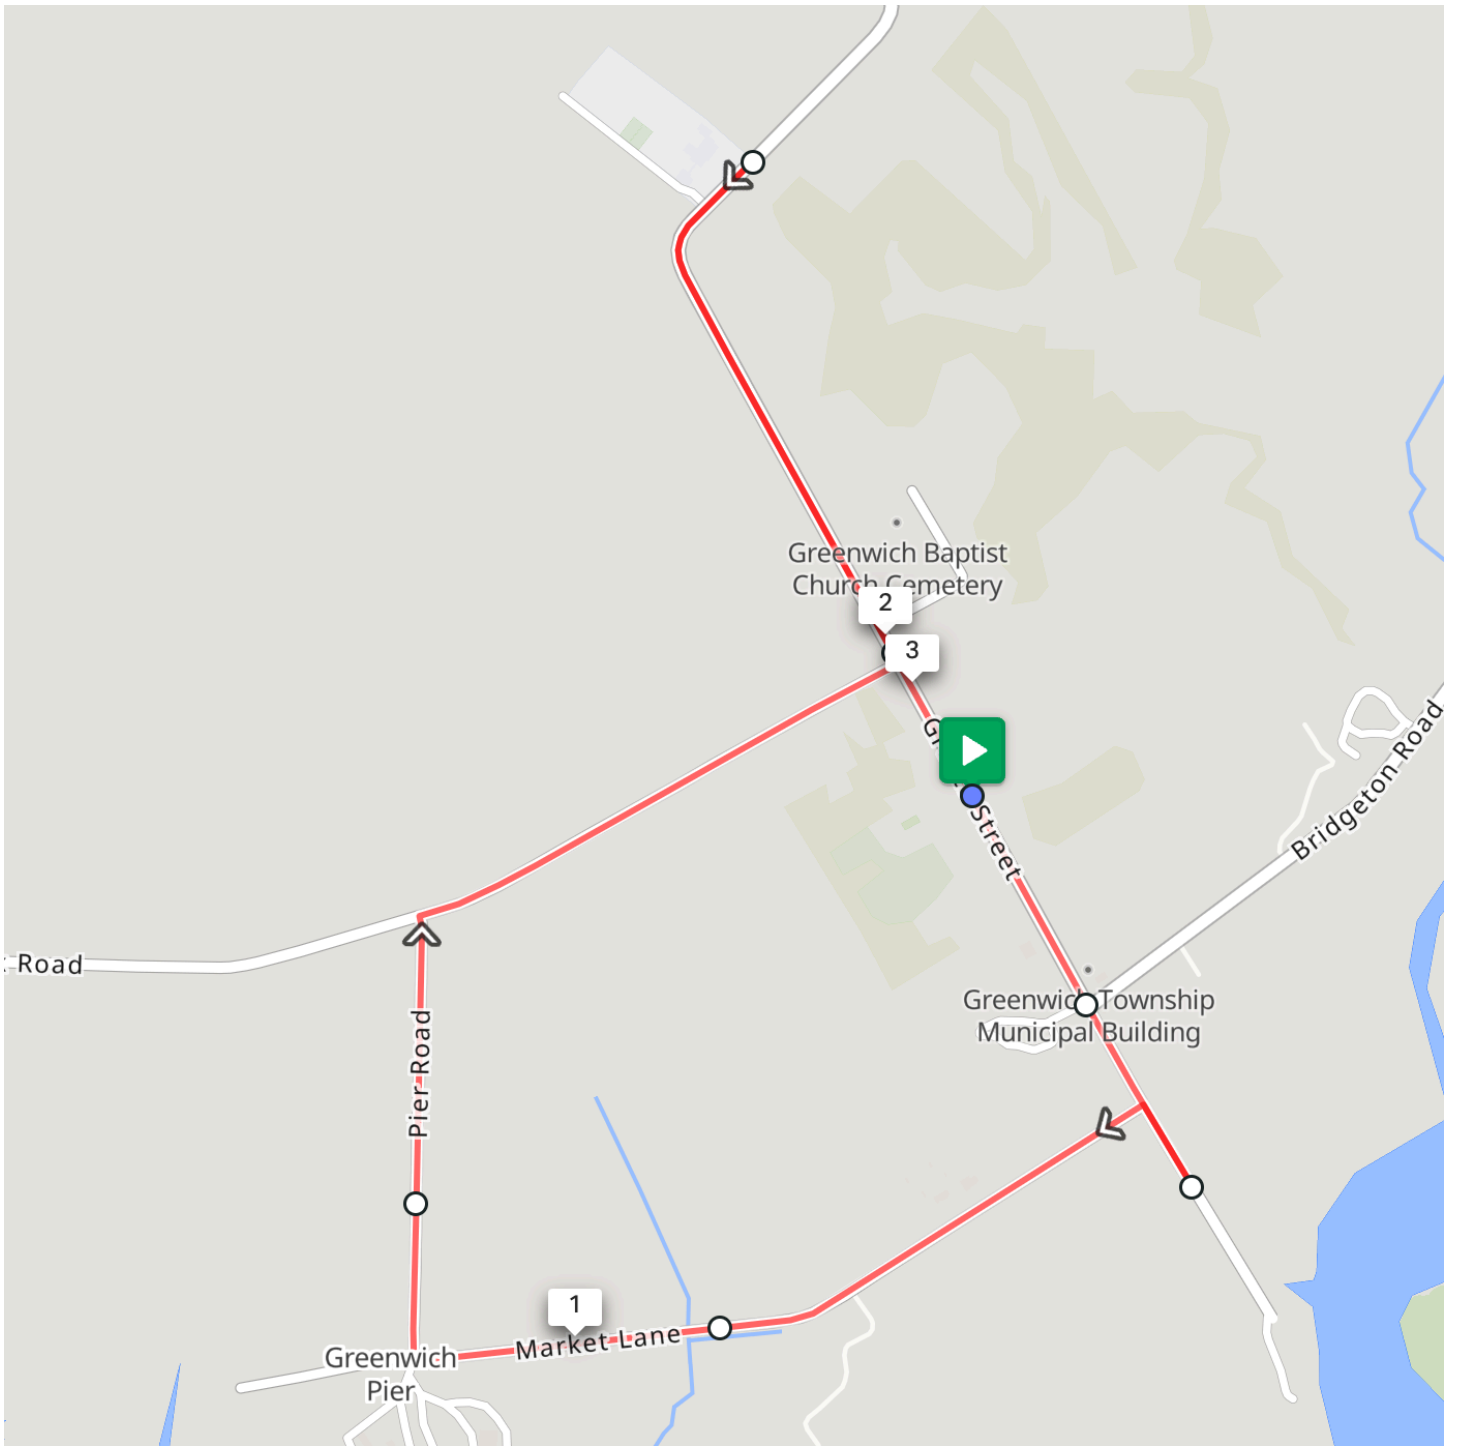 Greenwich Baptist
Church Cemetery
2
3
Street
Bridgeton Road
Road
Greenwich Township
Municipal Building
Pier Road
1
Market Lane
Greenwich
Pier